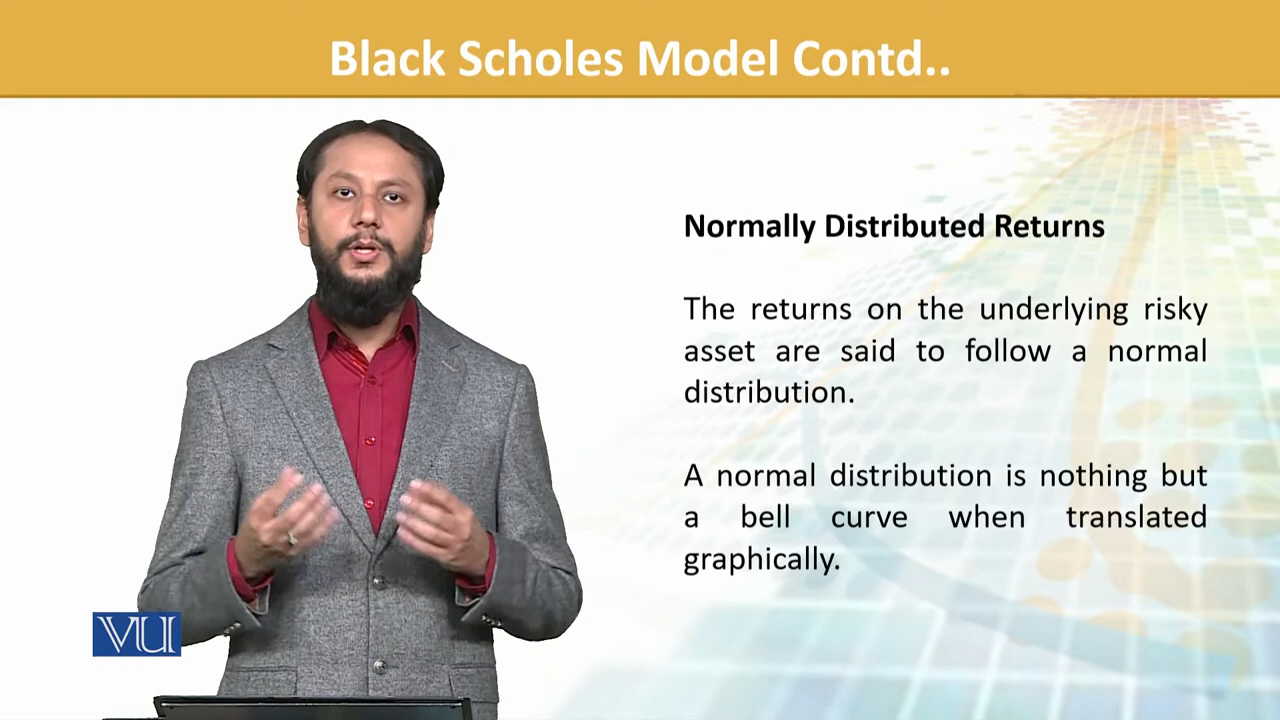 Black Scholes Model Contd..
Normally Distributed Returns
The returns on the underlying risky
asset are said to follow a normal
distribution.
A normal distribution is nothing but
a bell curve when translated
graphically.
VU